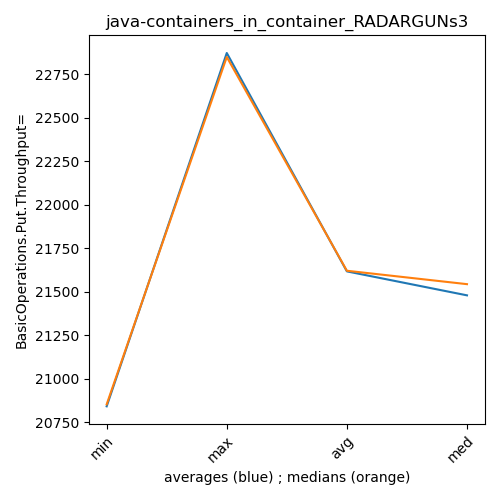 java-containers_in_container_RADARGUNs3
BasicOperations.Put.Throughput=
22750
22500
22250
22000
21750
21500
21250
21000
20750
min
max
avg
med
averages (blue) ; medians (orange)